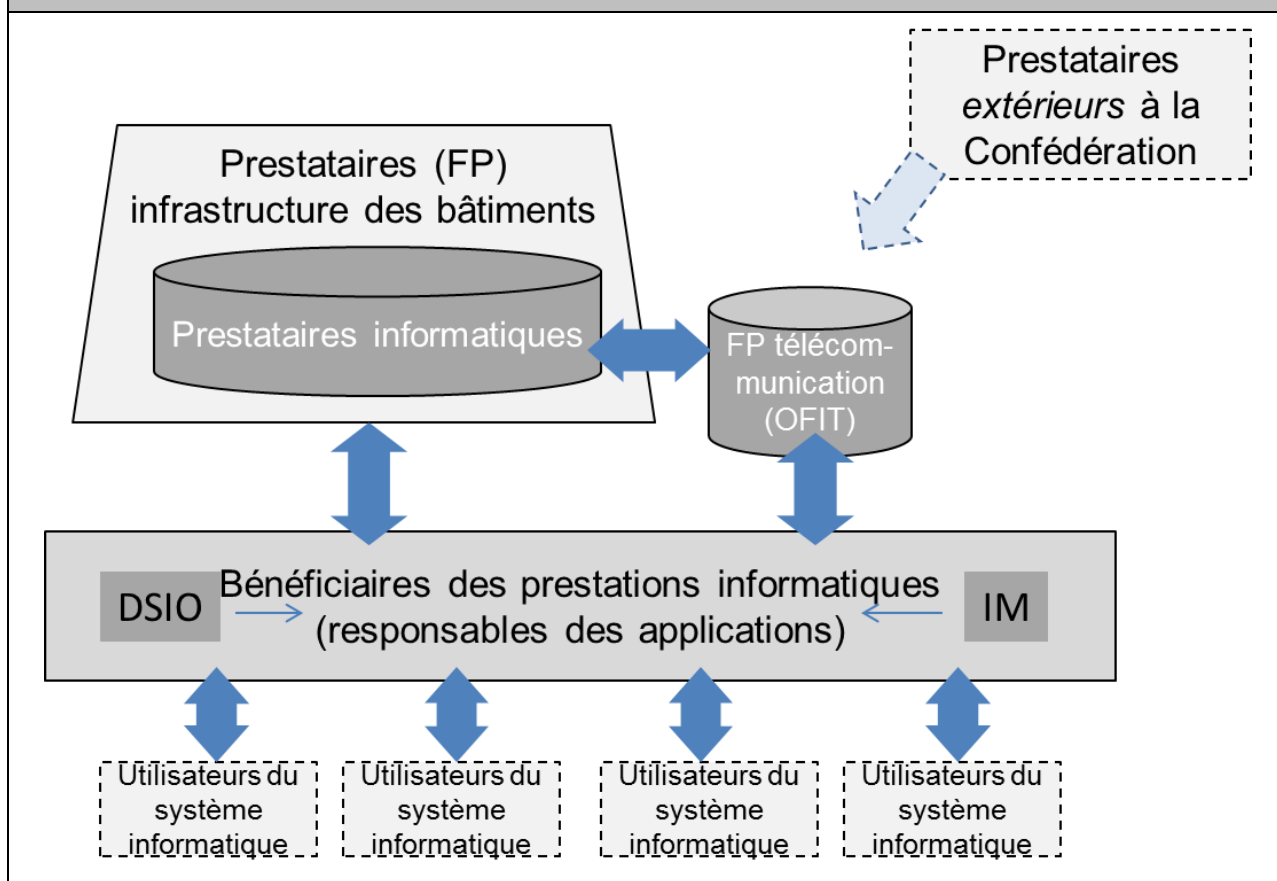 Prestataires
extérieurs à la
Confédération
Prestataires (FP)
infrastructure des bâtiments
Prestataires informatiques
FP télécom-
munication
(OFIT)
DSIO
Bénéficiaires des prestations informatiques
(responsables des applications)
IM
Utilisateurs du
système
informatique
Utilisateurs du
système
informatique
Utilisateurs du
système
informatique
Utilisateurs du
système
informatique